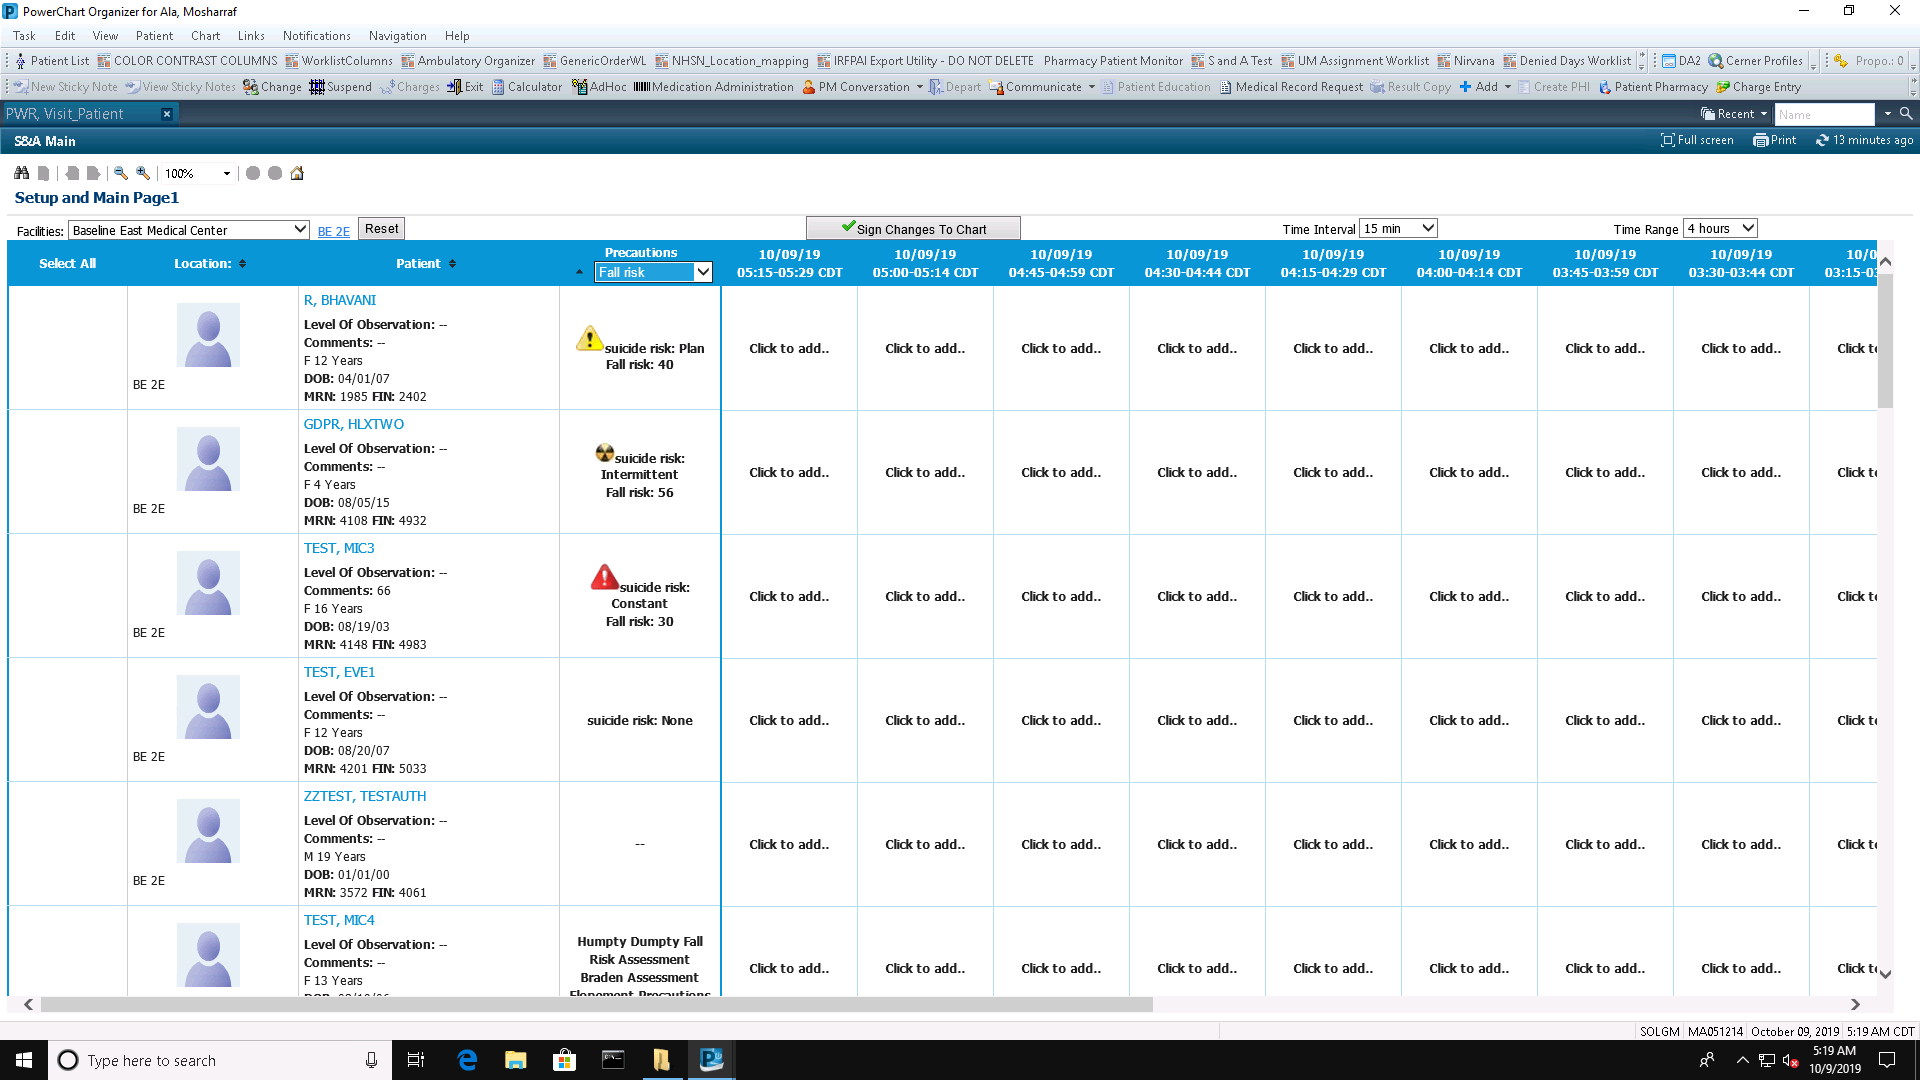 PowerChart Organizer for Ala, Mosharraf
Task Edit View Patient Chart Links Notifications Navigation Help
Patient List COLOR CONTRAST COLUMNS WorklistColumns Ambulatory Organizer GenericOrderWL NHSN_Location_mapping IRFPAI Export Utility - DO NOT DELETE Pharmacy Patient Monitor S and A Test UM Assignment Worklist Nirvana Denied Days Worklist DA2 Cerner Profiles Propo.: 0
New Sticky Note View Sticky Notes Change Suspend Charges Exit Calculator AdHoc Medication Administration PM Conversation Depart Communicate Patient Education Medical Record Request Result Copy Add Create PHI Patient Pharmacy Charge Entry
PWR, Visit_Patient Recent Name
S&A Main Full screen Print 13 minutes ago
100%
Setup and Main Page1
Facilities: Baseline East Medical Center BE 2E Reset Sign Changes To Chart Time Interval 15 min Time Range 4 hours
Precautions 10/09/19 10/09/19 10/09/19 10/09/19 10/09/19 10/09/19 10/09/19 10/09/19
Select All Location: Patient Fall risk 05:15-05:29 CDT 05:00-05:14 CDT 04:45-04:59 CDT 04:30-04:44 CDT 04:15-04:29 CDT 04:00-04:14 CDT 03:45-03:59 CDT 03:30-03:44 CDT
R, BHAVANI
Level Of Observation: --
Comments: --
F 12 Years
DOB: 04/01/07
MRN: 1985 FIN: 2402
BE 2E
suicide risk: Plan
Fall risk: 40
Click to add.. Click to add.. Click to add.. Click to add.. Click to add.. Click to add.. Click to add.. Click to add..
GDPR, HLXTWO
Level Of Observation: --
Comments: --
F 4 Years
DOB: 08/05/15
MRN: 4108 FIN: 4932
BE 2E
suicide risk:
Intermittent
Fall risk: 56
Click to add.. Click to add.. Click to add.. Click to add.. Click to add.. Click to add.. Click to add.. Click to add..
TEST, MIC3
Level Of Observation: --
Comments: 66
F 16 Years
DOB: 08/19/03
MRN: 4148 FIN: 4983
BE 2E
suicide risk:
Constant
Fall risk: 30
Click to add.. Click to add.. Click to add.. Click to add.. Click to add.. Click to add.. Click to add.. Click to add..
TEST, EVE1
Level Of Observation: --
Comments: --
F 12 Years
DOB: 08/20/07
MRN: 4201 FIN: 5033
BE 2E
suicide risk: None
Click to add.. Click to add.. Click to add.. Click to add.. Click to add.. Click to add.. Click to add.. Click to add..
ZZTEST, TESTAUTH
Level Of Observation: --
Comments: --
M 19 Years
DOB: 01/01/00
MRN: 3572 FIN: 4061
BE 2E
--
Click to add.. Click to add.. Click to add.. Click to add.. Click to add.. Click to add.. Click to add.. Click to add..
TEST, MIC4
Level Of Observation: --
Comments: --
F 13 Years
Humpty Dumpty Fall
Risk Assessment
Braden Assessment
Elopement Precautions
Click to add.. Click to add.. Click to add.. Click to add.. Click to add.. Click to add.. Click to add.. Click to add..
SOLGM MA051214 October 09, 2019 5:19 AM CDT
Type here to search
5:19 AM
10/9/2019